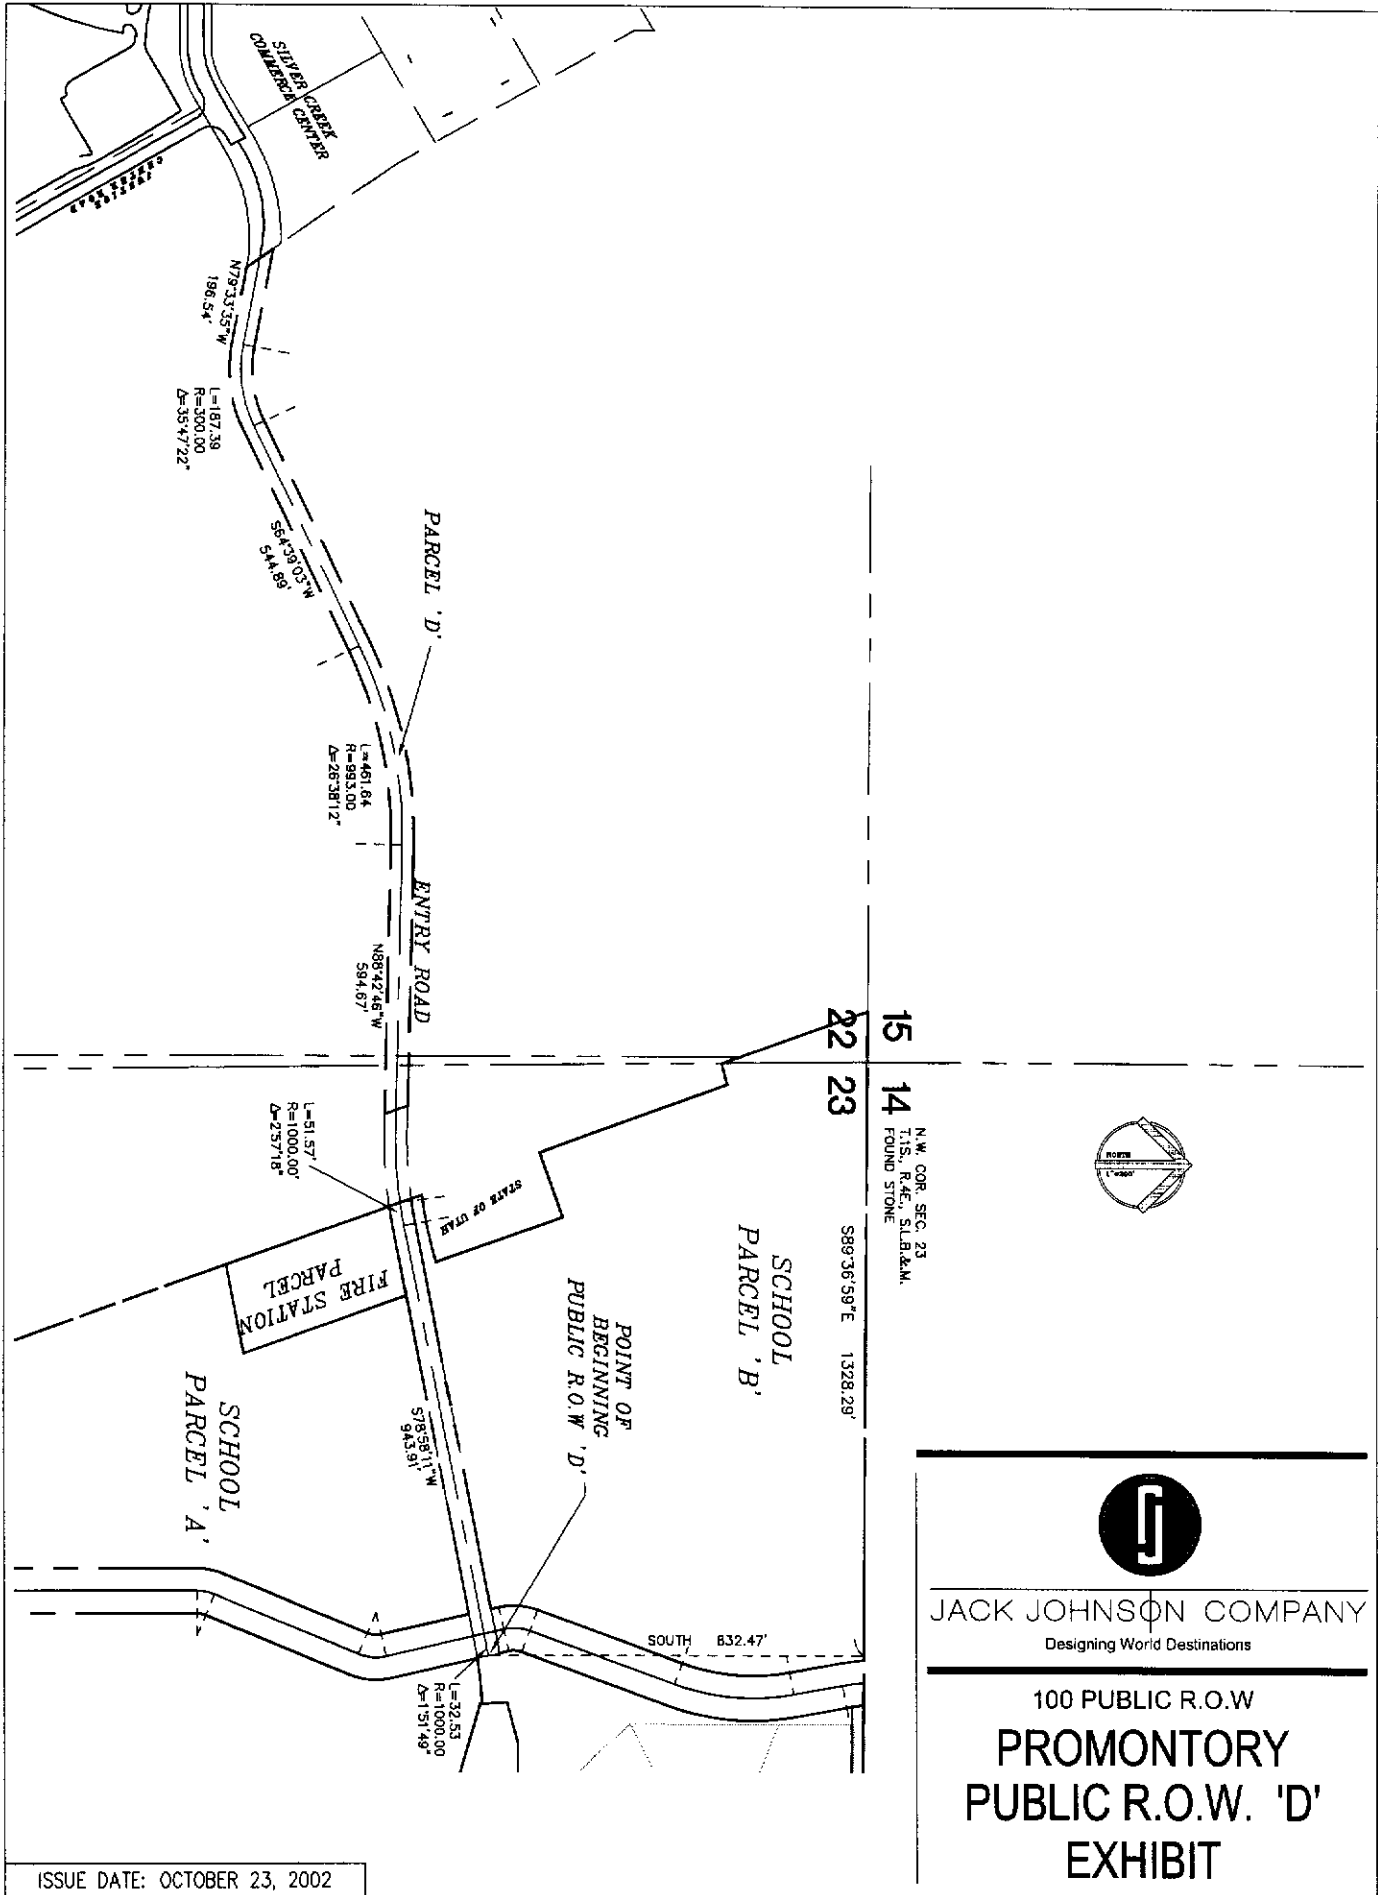 SILVER CREEK
COMMERCE CENTER
N79°33'35"W
196.54'
L=187.39
R=300.00
Δ=35°47'22"
S64°39'03"W
544.89'
PARCEL 'D'
L=461.64
R=993.00
Δ=26°38'12"
ENTRY ROAD
N88°42'46"W
594.67'
15
22
14
23
N.W. COR. SEC. 23
T.1S., R.4E., S.L.B.&M.
FOUND STONE
NORTH
L=51.57'
R=1000.00'
Δ=2°57'18"
STATE OF UTAH
S89°36'59"E 1328.29'
SCHOOL
PARCEL 'B'
FIRE STATION
PARCEL
POINT OF
BEGINNING
PUBLIC R.O.W 'D'
S78°58'11"W
943.91'
SCHOOL
PARCEL 'A'
SOUTH 832.47'
L=32.53
R=1000.00
Δ=1°51'49"
JACK JOHNSON COMPANY
Designing World Destinations
100 PUBLIC R.O.W
PROMONTORY
PUBLIC R.O.W. 'D'
EXHIBIT
ISSUE DATE: OCTOBER 23, 2002